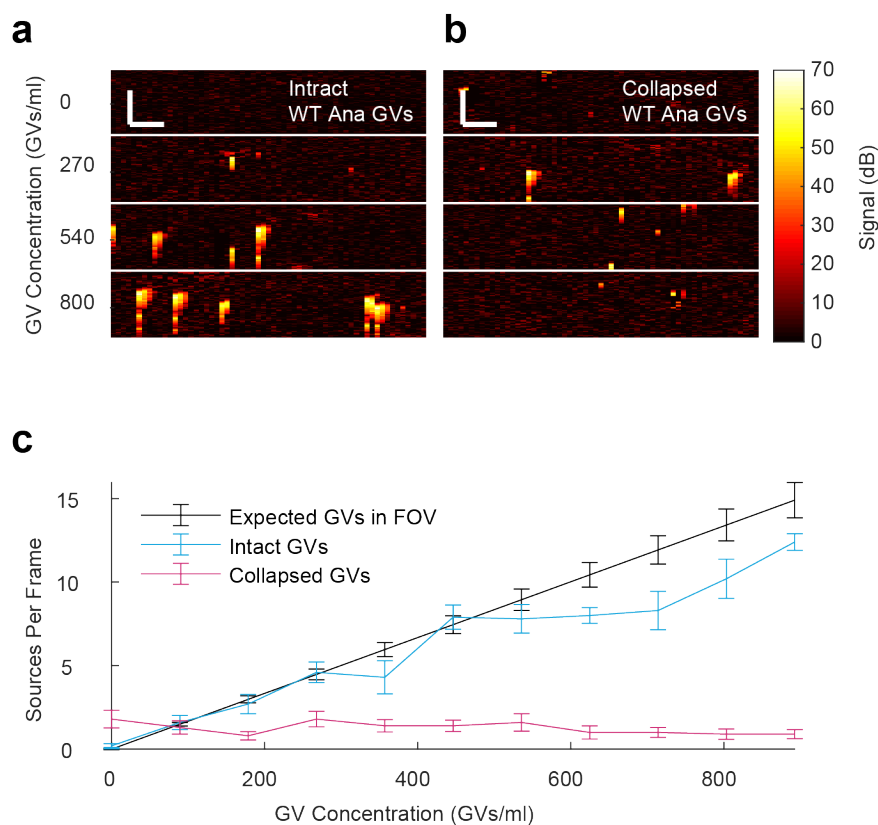 a
b
GV Concentration (GVs/ml)
0
270
540
800
Intract
WT Ana GVs
Collapsed
WT Ana GVs
70
60
50
40
30
20
10
0
Signal (dB)
c
Sources Per Frame
15
10
5
0
Expected GVs in FOV
Intact GVs
Collapsed GVs
0
200
400
600
800
GV Concentration (GVs/ml)